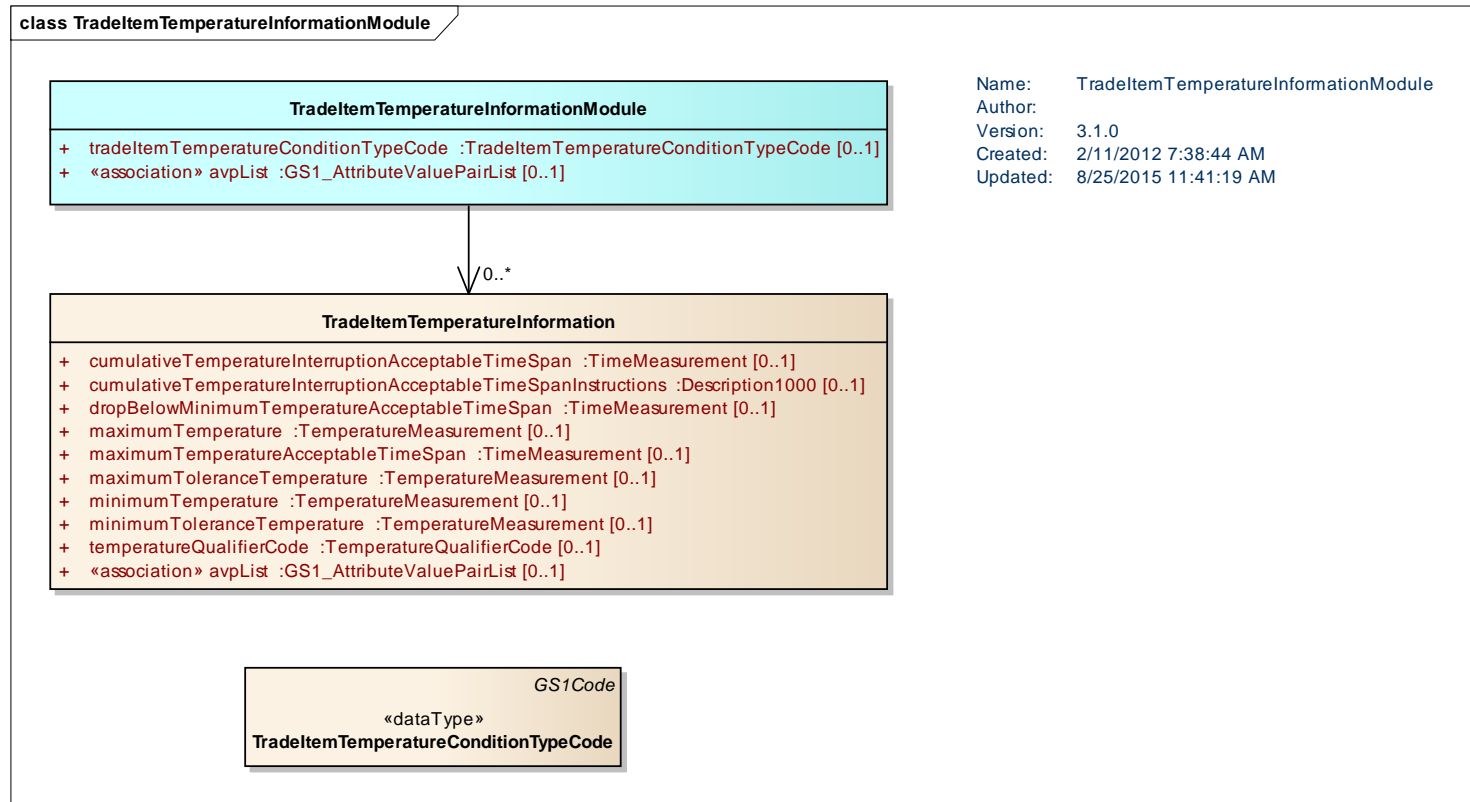 class TradeItemTemperatureInformationModule
TradeItemTemperatureInformationModule
+ tradeItemTemperatureConditionTypeCode :TradeItemTemperatureConditionTypeCode [0..1]
+ «association» avpList :GS1_AttributeValuePairList [0..1]
Name: TradeItemTemperatureInformationModule
Author:
Version: 3.1.0
Created: 2/11/2012 7:38:44 AM
Updated: 8/25/2015 11:41:19 AM
0..*
TradeItemTemperatureInformation
+ cumulativeTemperatureInterruptionAcceptableTimeSpan :TimeMeasurement [0..1]
+ cumulativeTemperatureInterruptionAcceptableTimeSpanInstructions :Description1000 [0..1]
+ dropBelowMinimumTemperatureAcceptableTimeSpan :TimeMeasurement [0..1]
+ maximumTemperature :TemperatureMeasurement [0..1]
+ maximumTemperatureAcceptableTimeSpan :TimeMeasurement [0..1]
+ maximumToleranceTemperature :TemperatureMeasurement [0..1]
+ minimumTemperature :TemperatureMeasurement [0..1]
+ minimumToleranceTemperature :TemperatureMeasurement [0..1]
+ temperatureQualifierCode :TemperatureQualifierCode [0..1]
+ «association» avpList :GS1_AttributeValuePairList [0..1]
GS1Code
«dataType»
TradeItemTemperatureConditionTypeCode